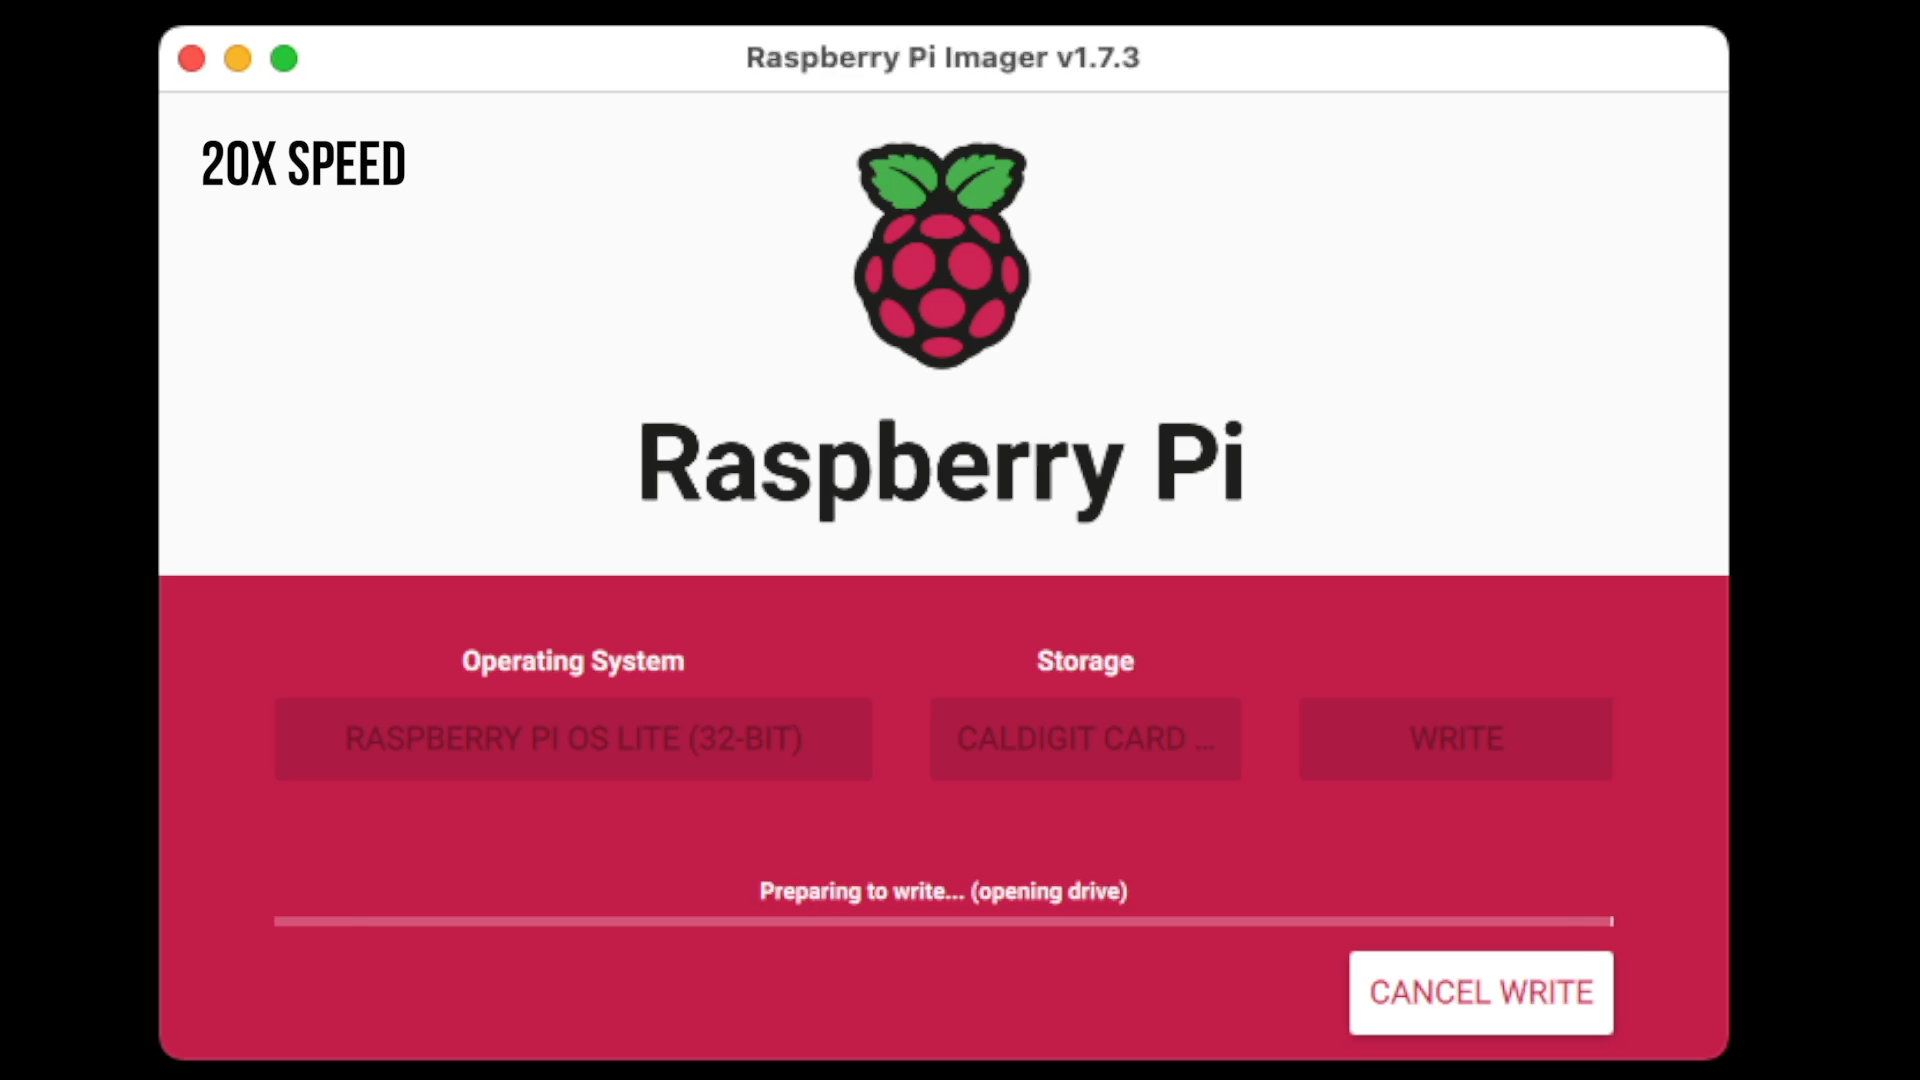 Raspberry Pi Imager v1.7.3
20X SPEED
Raspberry Pi
Operating System
Storage
RASPBERRY PI OS LITE (32-BIT)
CALDIGIT CARD ...
WRITE
Preparing to write... (opening drive)
CANCEL WRITE